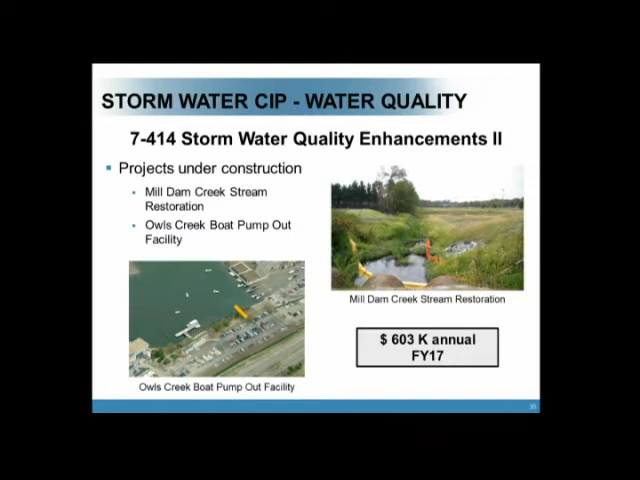 STORM WATER CIP - WATER QUALITY
7-414 Storm Water Quality Enhancements II
Projects under construction
Mill Dam Creek Stream
Restoration
Owls Creek Boat Pump Out
Facility
Mill Dam Creek Stream Restoration
$ 603 K annual
FY17
Owls Creek Boat Pump Out Facility